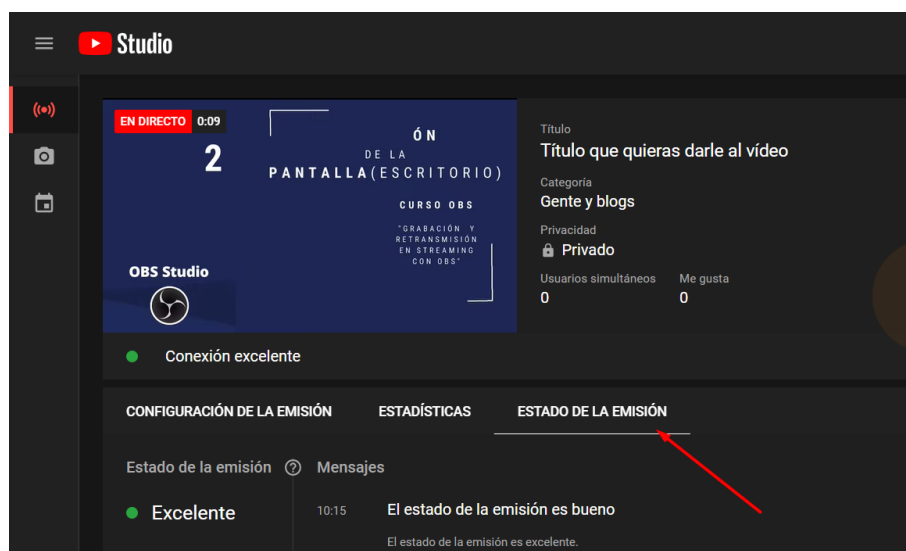 Studio
EN DIRECTO 0:09
2
ÓN
DE LA
PANTALLA(ESCRITORIO)
CURSO OBS
"GRABACIÓN Y
RETRANSMISIÓN
EN STREAMING
CON OBS"
OBS Studio
Título
Título que quieras darle al vídeo
Categoría
Gente y blogs
Privacidad
Privado
Usuarios simultáneos Me gusta
0 0
Conexión excelente
CONFIGURACIÓN DE LA EMISIÓN ESTADÍSTICAS ESTADO DE LA EMISIÓN
Estado de la emisión ? Mensajes
Excelente 10:15 El estado de la emisión es bueno
El estado de la emisión es excelente.